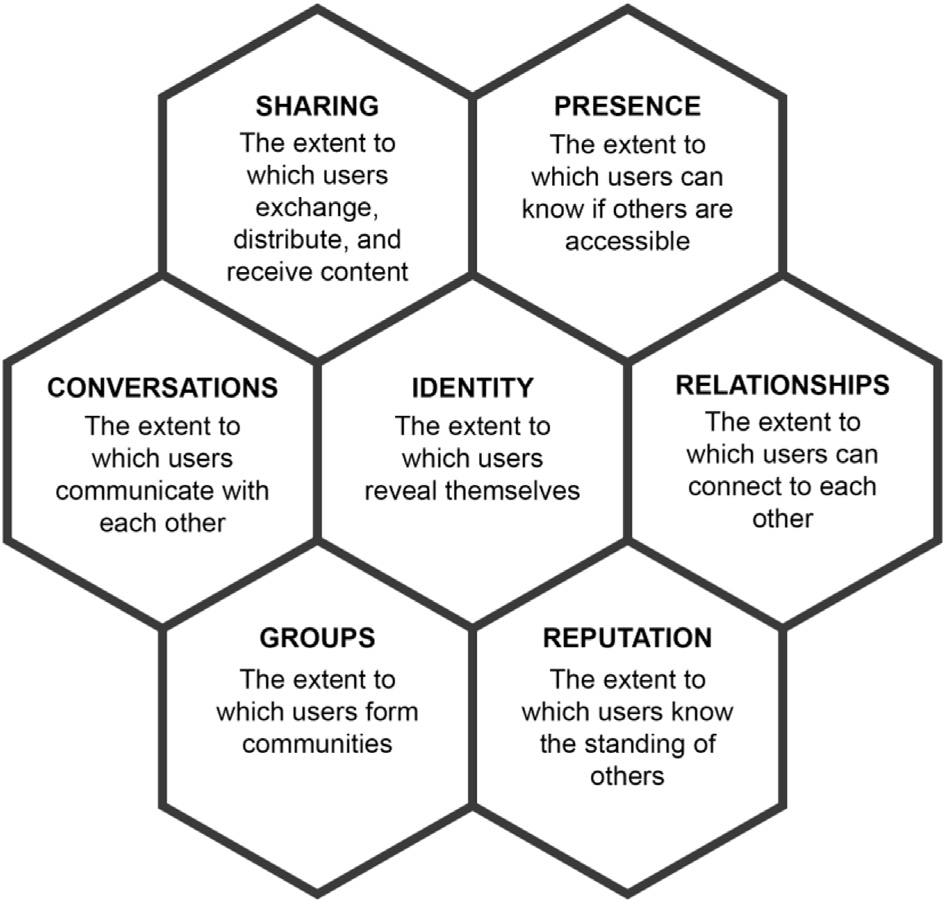 SHARING
The extent to
which users
exchange,
distribute, and
receive content
PRESENCE
The extent to
which users can
know if others are
accessible
CONVERSATIONS
The extent to
which users
communicate with
each other
IDENTITY
The extent to
which users
reveal themselves
RELATIONSHIPS
The extent to
which users can
connect to each
other
GROUPS
The extent to
which users form
communities
REPUTATION
The extent to
which users know
the standing of
others